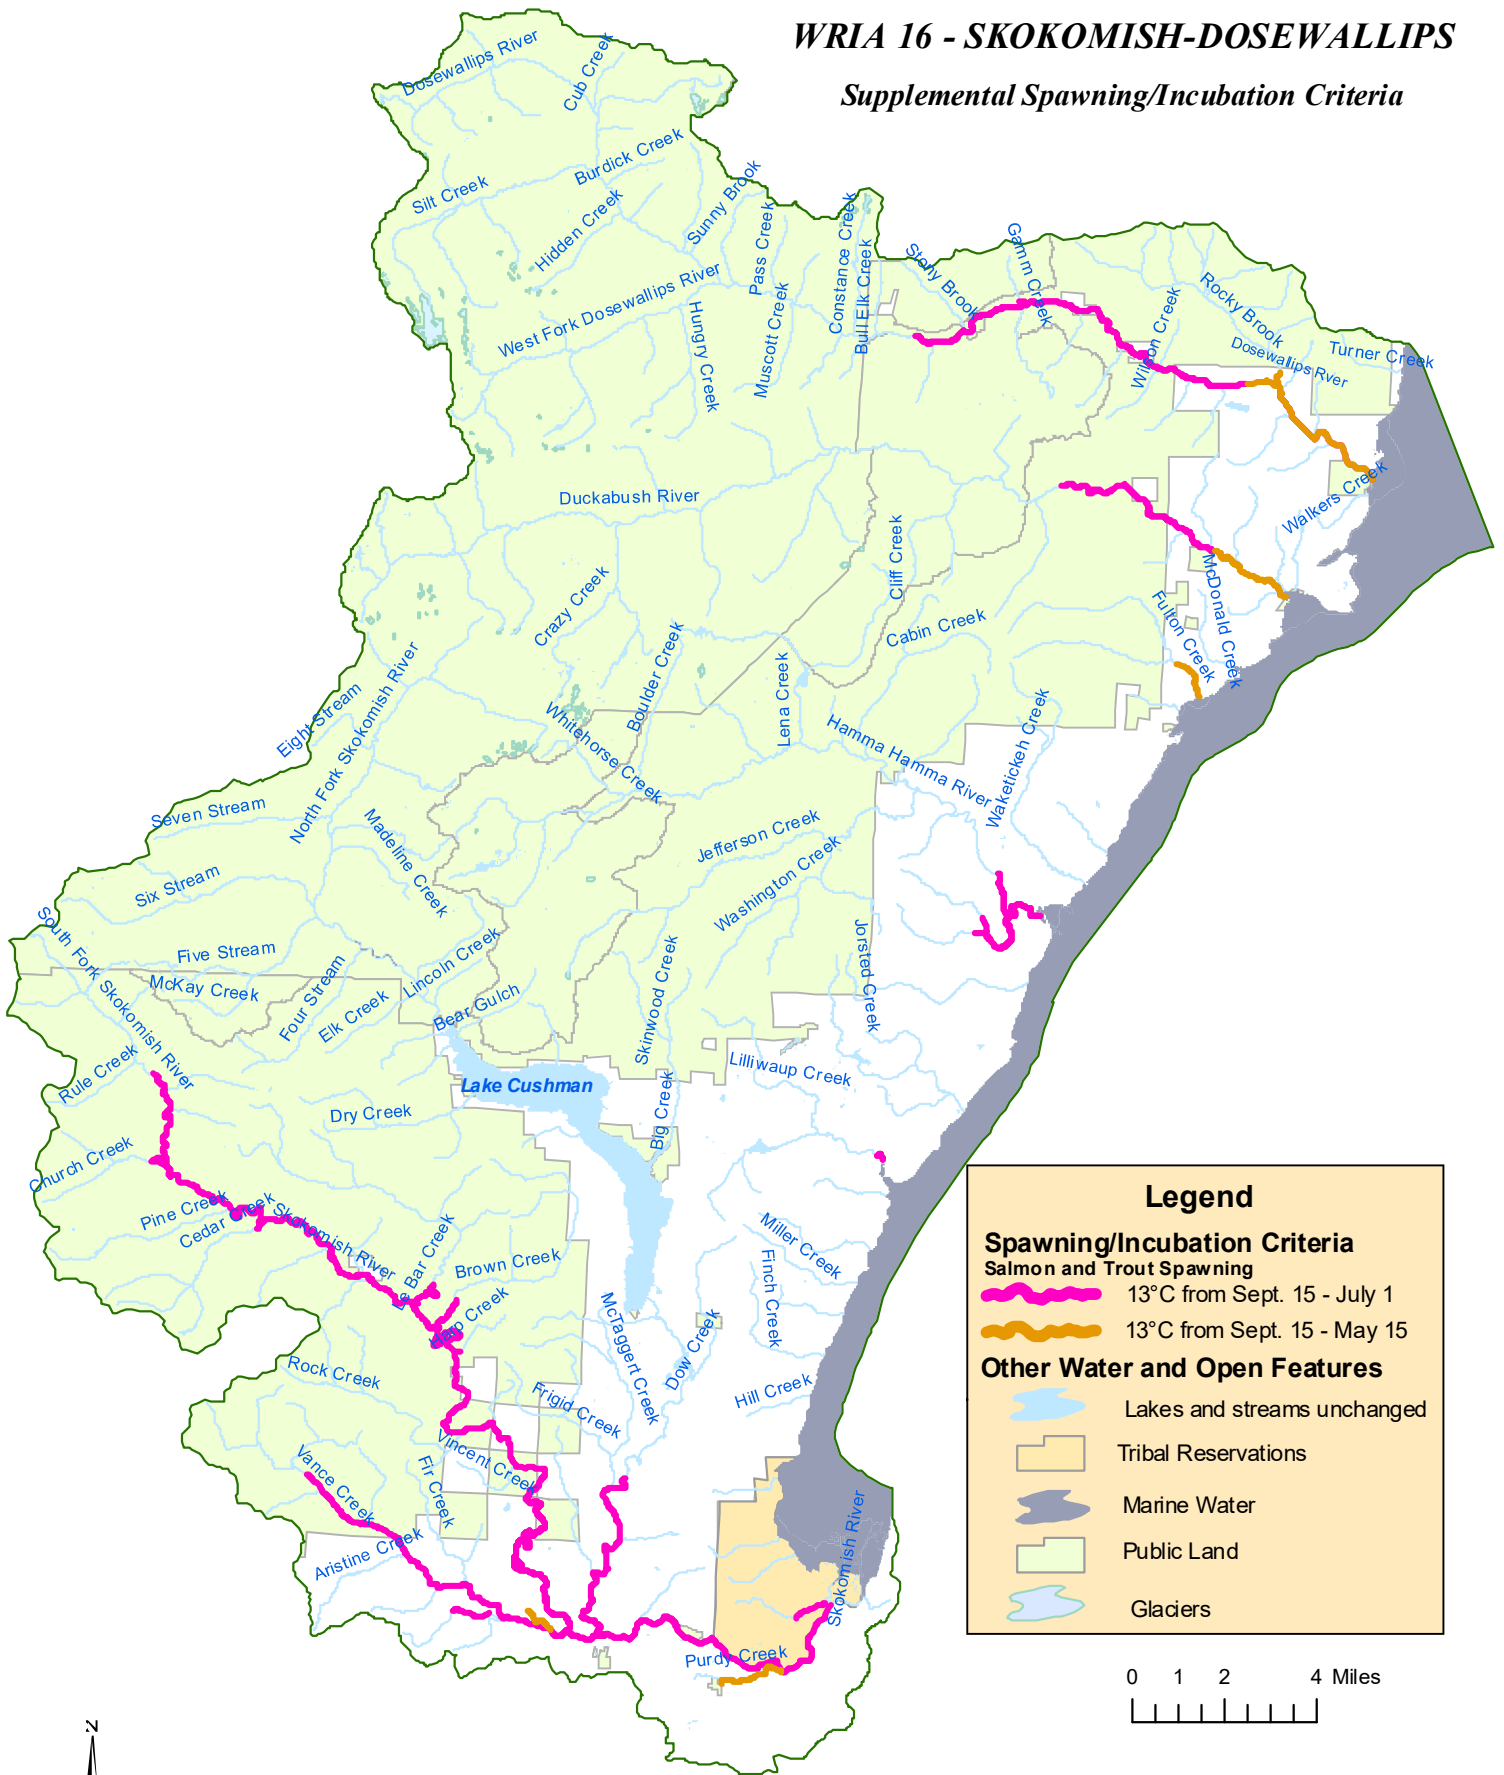 WRIA 16 - SKOKOMISH-DOSEWALLIPS
Supplemental Spawning/Incubation Criteria
Dosewallips River
Cub Creek
Burdick Creek
Silt Creek
Hidden Creek
Sunny Brook
Pass Creek
Constance Creek
Bull Elk Creek
Stony Brook
Gamm Creek
West Fork Dosewallips River
Hungry Creek
Muscott Creek
Wilson Creek
Rocky Brook
Dosewallips Rver
Turner Creek
Duckabush River
Walkers Creek
Cliff Creek
Crazy Creek
Cabin Creek
McDonald Creek
Fulton Creek
Boulder Creek
Lena Creek
Eight Stream
North Fork Skokomish River
Whitehorse Creek
Hamma Hamma River
Waketickeh Creek
Seven Stream
Madeline Creek
Jefferson Creek
Washington Creek
Six Stream
South Fork Skokomish River
Five Stream
McKay Creek
Four Stream
Elk Creek
Lincoln Creek
Bear Gulch
Skinwood Creek
Jorsted Creek
Rule Creek
Lake Cushman
Lilliwaup Creek
Dry Creek
Big Creek
Church Creek
Pine Creek
Cedar Creek
Skokomish River
Le Bar Creek
Brown Creek
Harp Creek
Miller Creek
Finch Creek
McTaggert Creek
Dow Creek
Rock Creek
Frigid Creek
Hill Creek
Vance Creek
Fir Creek
Vincent Creek
Aristine Creek
Skokomish River
Purdy Creek
Legend
Spawning/Incubation Criteria
Salmon and Trout Spawning
13°C from Sept. 15 - July 1
13°C from Sept. 15 - May 15
Other Water and Open Features
Lakes and streams unchanged
Tribal Reservations
Marine Water
Public Land
Glaciers
0 1 2 4 Miles
N